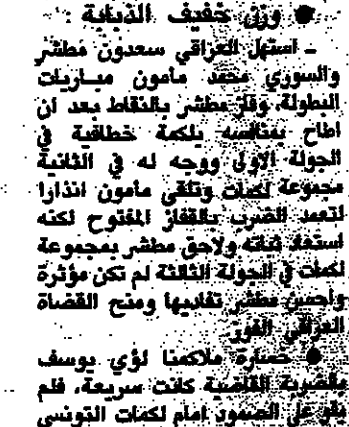 ● وزن خفيف الذبابة :
ـ استهل العراقي سعدون مطشر
والسوري محمد مأمون مباريات
البطولة، وفاز مطشر بالنقاط بعد ان
اطاح بمنافسه بلكمة خطافية في
الجولة الاولى ووجه له في الثانية
مجموعة لكمات وتلقى مأمون انذارا
لتعمد الضرب بالقفاز المفتوح لكنه
استعاد ثباته ولاحق مطشر بمجموعة
لكمات في الجولة الثالثة لم تكن مؤثرة
واحسن مطشر تفاديها ومنح القضاة
العراقي الفوز
● خسارة ملاكمنا لؤي يوسف
بالضربة القاضية كانت سريعة، فلم
يقو على الصمود امام لكمات التونسي